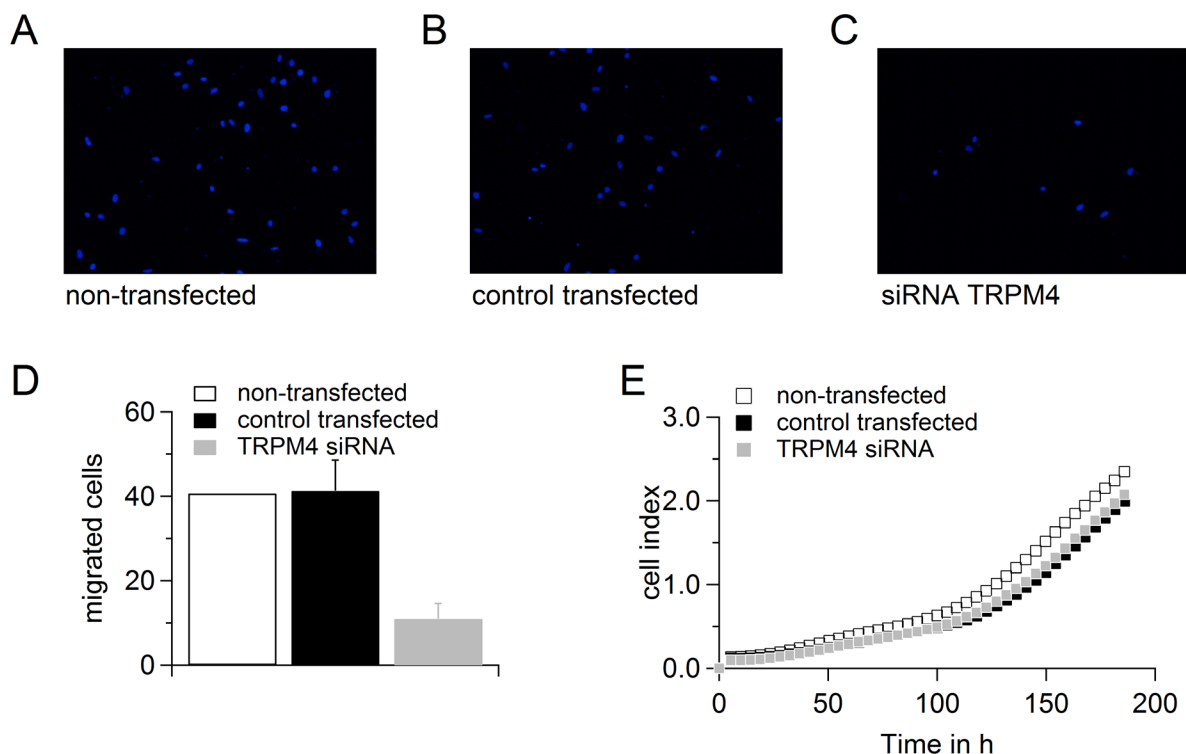 A
B
C
non-transfected
control transfected
siRNA TRPM4
D
non-transfected
control transfected
TRPM4 siRNA
60
40
20
0
migrated cells
E
non-transfected
control transfected
TRPM4 siRNA
3.0
2.0
1.0
0.0
cell index
0 50 100 150 200
Time in h